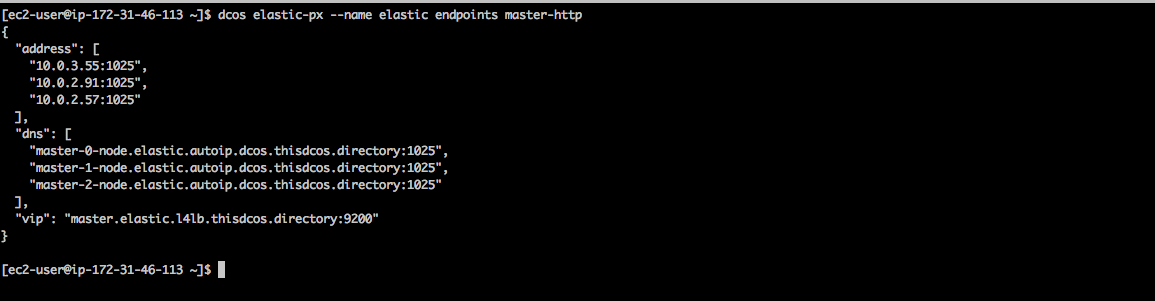 [ec2-user@ip-172-31-46-113 ~]$ dcos elastic-px --name elastic endpoints master-http
{
  "address": [
    "10.0.3.55:1025",
    "10.0.2.91:1025",
    "10.0.2.57:1025"
  ],
  "dns": [
    "master-0-node.elastic.autoip.dcos.thisdcos.directory:1025",
    "master-1-node.elastic.autoip.dcos.thisdcos.directory:1025",
    "master-2-node.elastic.autoip.dcos.thisdcos.directory:1025"
  ],
  "vip": "master.elastic.l4lb.thisdcos.directory:9200"
}
[ec2-user@ip-172-31-46-113 ~]$